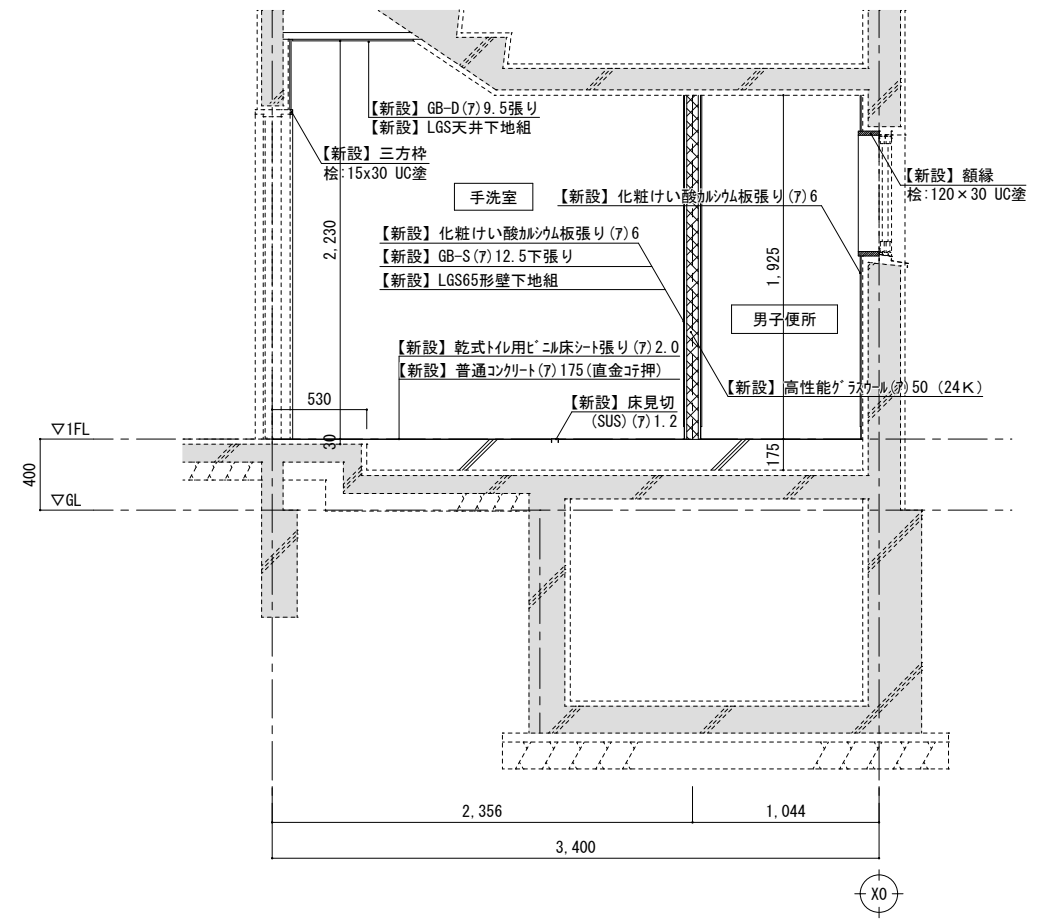 【新設】GB-D(ア)9.5張り
【新設】LGS天井下地組
【新設】三方枠
桧:15x30 UC塗
手洗室
【新設】化粧けい酸ｶﾙｼｳﾑ板張り(ア)6
【新設】額縁
桧:120×30 UC塗
2,230
【新設】化粧けい酸ｶﾙｼｳﾑ板張り(ア)6
【新設】GB-S(ア)12.5下張り
【新設】LGS65形壁下地組
1,925
男子便所
【新設】乾式ﾄｲﾚ用ﾋﾞﾆﾙ床ｼｰﾄ張り(ア)2.0
【新設】普通ｺﾝｸﾘｰﾄ(ア)175(直金ｺﾃ押)
【新設】高性能ｸﾞﾗｽｳｰﾙ(ア)50 (24K)
530
【新設】床見切
(SUS)(ア)1.2
▽1FL
30
175
400
▽GL
2,356
1,044
3,400
X0